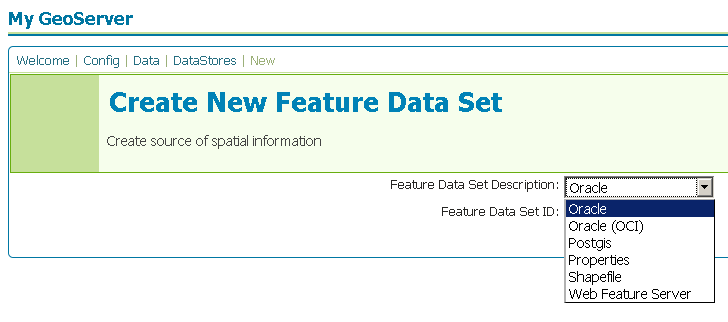 My GeoServer
Welcome | Config | Data | DataStores | New
Create New Feature Data Set
Create source of spatial information
Feature Data Set Description: Oracle
Feature Data Set ID:
Oracle
Oracle (OCI)
Postgis
Properties
Shapefile
Web Feature Server